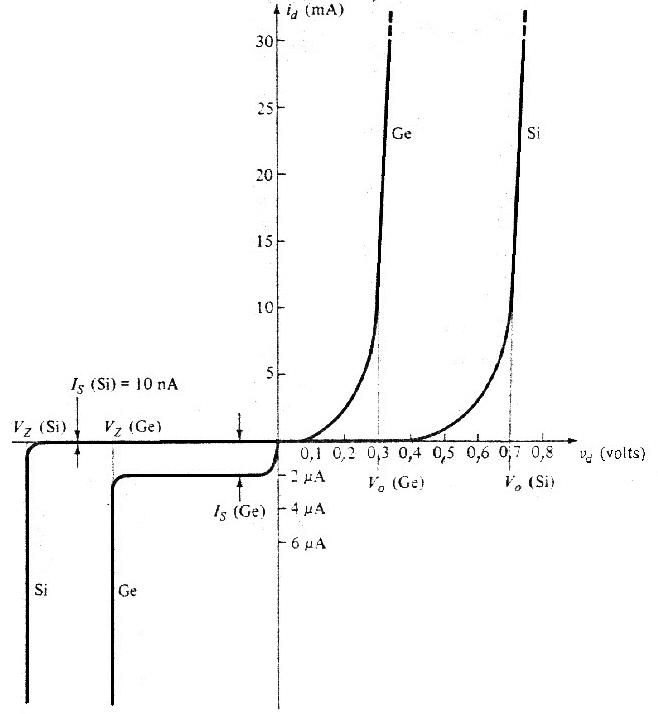 i_d (mA)
30
25
Ge
Si
20
15
10
5
I_S (Si) = 10 nA
V_Z (Si)
V_Z (Ge)
0,1 0,2 0,3 0,4 0,5 0,6 0,7 0,8
v_d (volts)
2 μA
V_o (Ge)
V_o (Si)
I_S (Ge)
4 μA
6 μA
Si
Ge